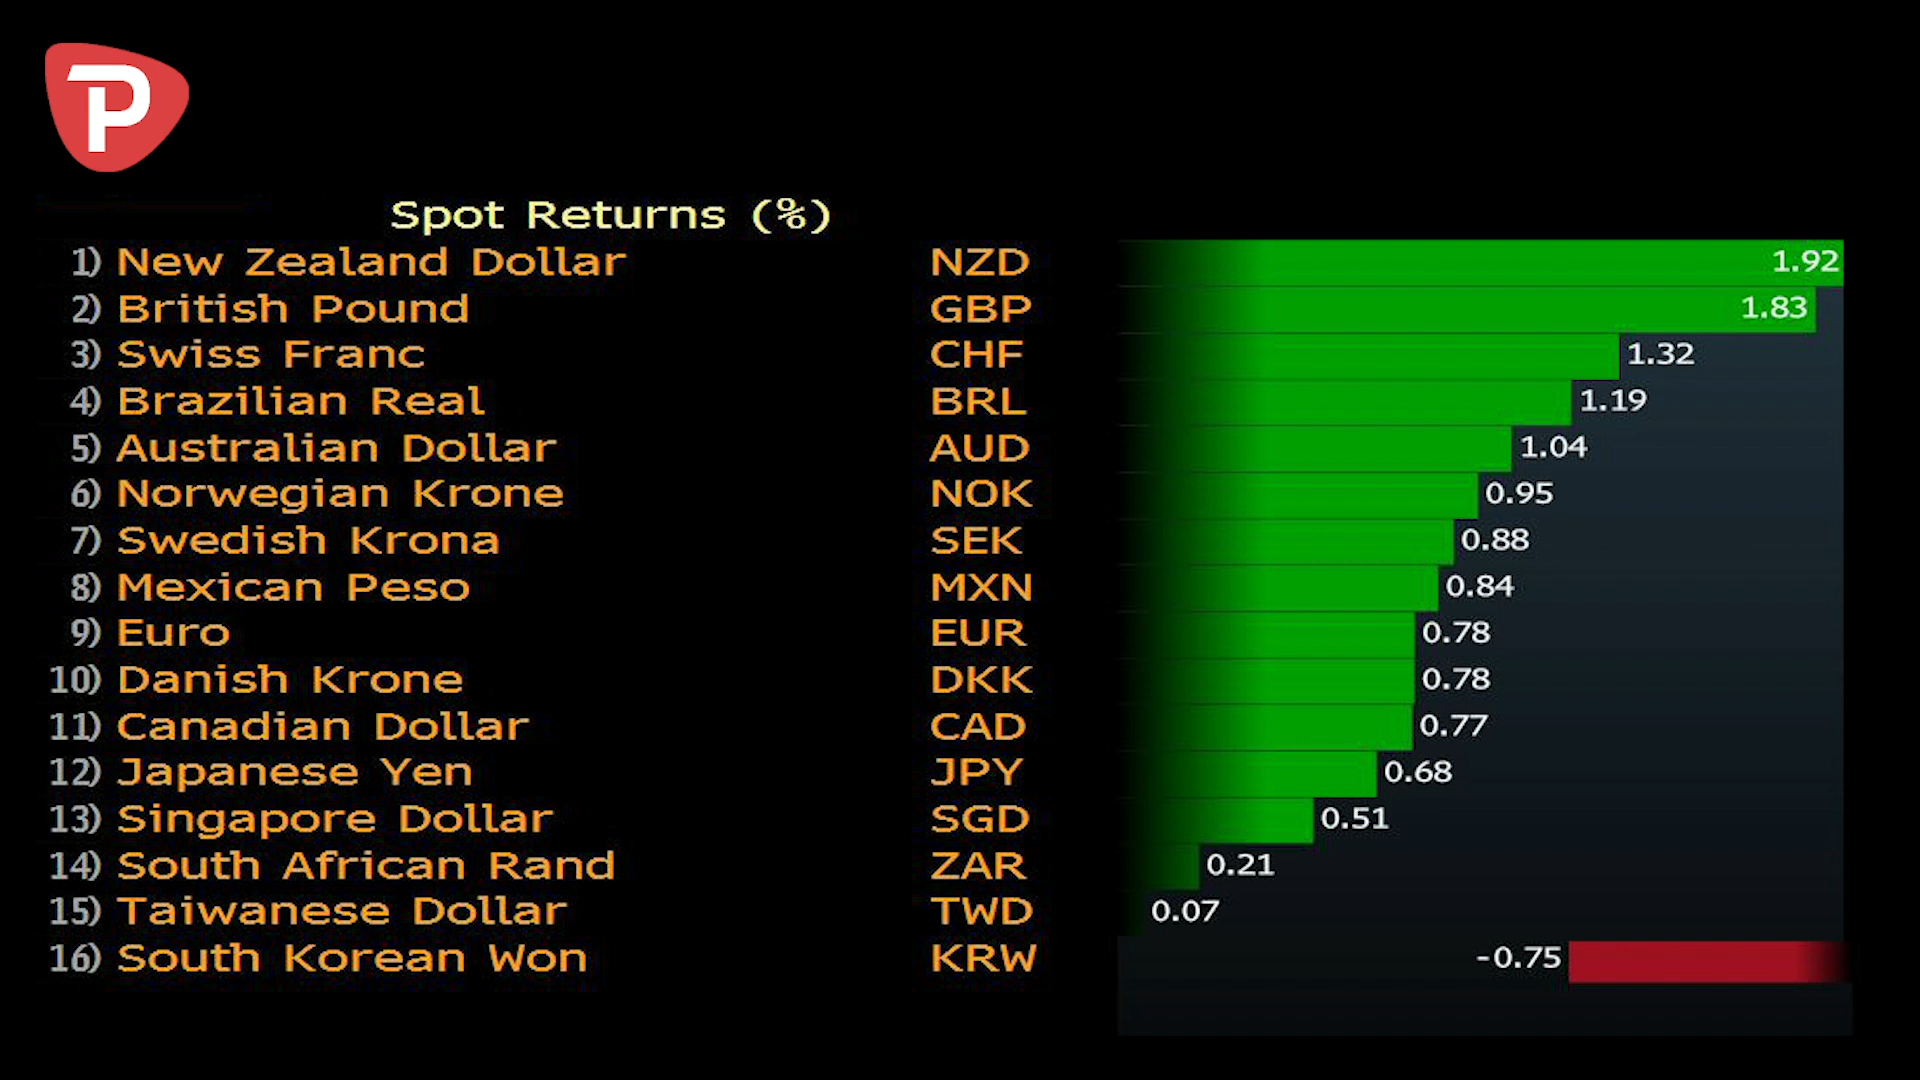 P
Spot Returns (%)
1) New Zealand Dollar NZD 1.92
2) British Pound GBP 1.83
3) Swiss Franc CHF 1.32
4) Brazilian Real BRL 1.19
5) Australian Dollar AUD 1.04
6) Norwegian Krone NOK 0.95
7) Swedish Krona SEK 0.88
8) Mexican Peso MXN 0.84
9) Euro EUR 0.78
10) Danish Krone DKK 0.78
11) Canadian Dollar CAD 0.77
12) Japanese Yen JPY 0.68
13) Singapore Dollar SGD 0.51
14) South African Rand ZAR 0.21
15) Taiwanese Dollar TWD 0.07
16) South Korean Won KRW -0.75